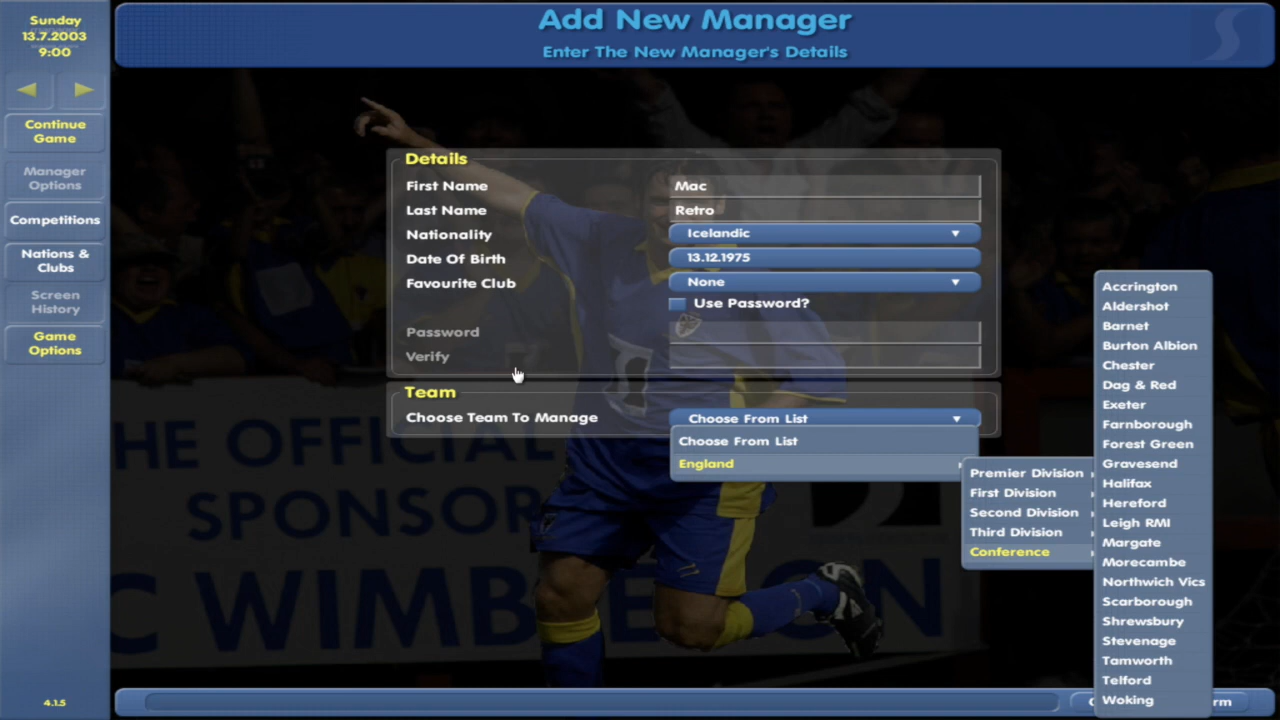 Sunday
13.7.2003
9:00
Continue
Game
Manager
Options
Competitions
Nations &
Clubs
Screen
History
Game
Options
4.1.5
Add New Manager
Enter The New Manager's Details
Details
First Name Mac
Last Name Retro
Nationality Icelandic
Date Of Birth 13.12.1975
Favourite Club None
Use Password?
Password
Verify
Team
Choose Team To Manage Choose From List
Choose From List
England
Premier Division
First Division
Second Division
Third Division
Conference
Accrington
Aldershot
Barnet
Burton Albion
Chester
Dag & Red
Exeter
Farnborough
Forest Green
Gravesend
Halifax
Hereford
Leigh RMI
Margate
Morecambe
Northwich Vics
Scarborough
Shrewsbury
Stevenage
Tamworth
Telford
Woking
HE OFFICIAL
SPONSOR
C WIMBL
ON